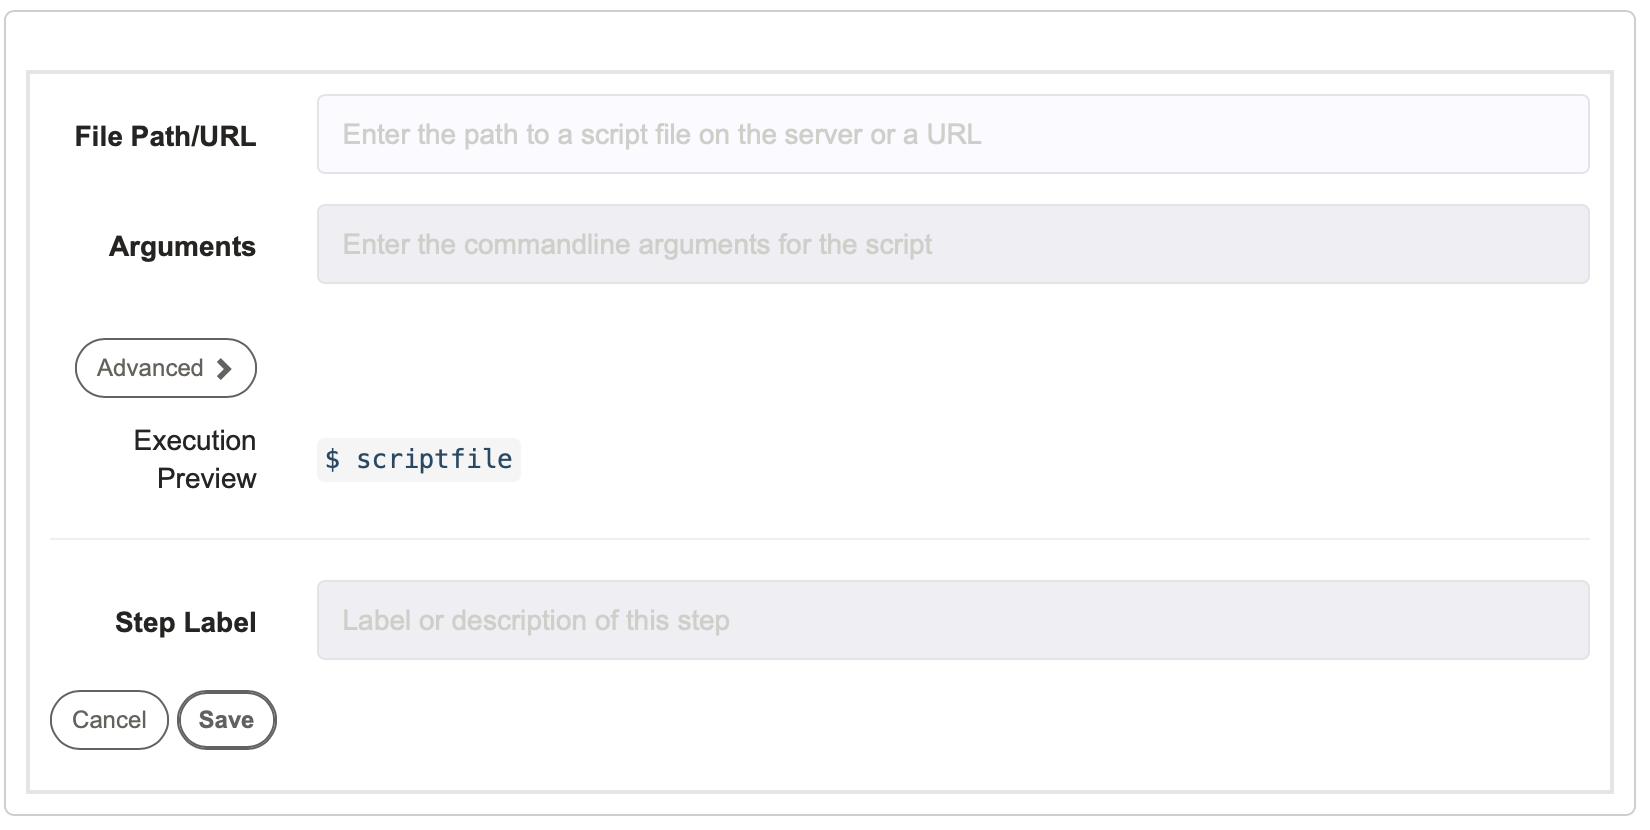 File Path/URL
Enter the path to a script file on the server or a URL
Arguments
Enter the commandline arguments for the script
Advanced
Execution
Preview
$ scriptfile
Step Label
Label or description of this step
Cancel
Save